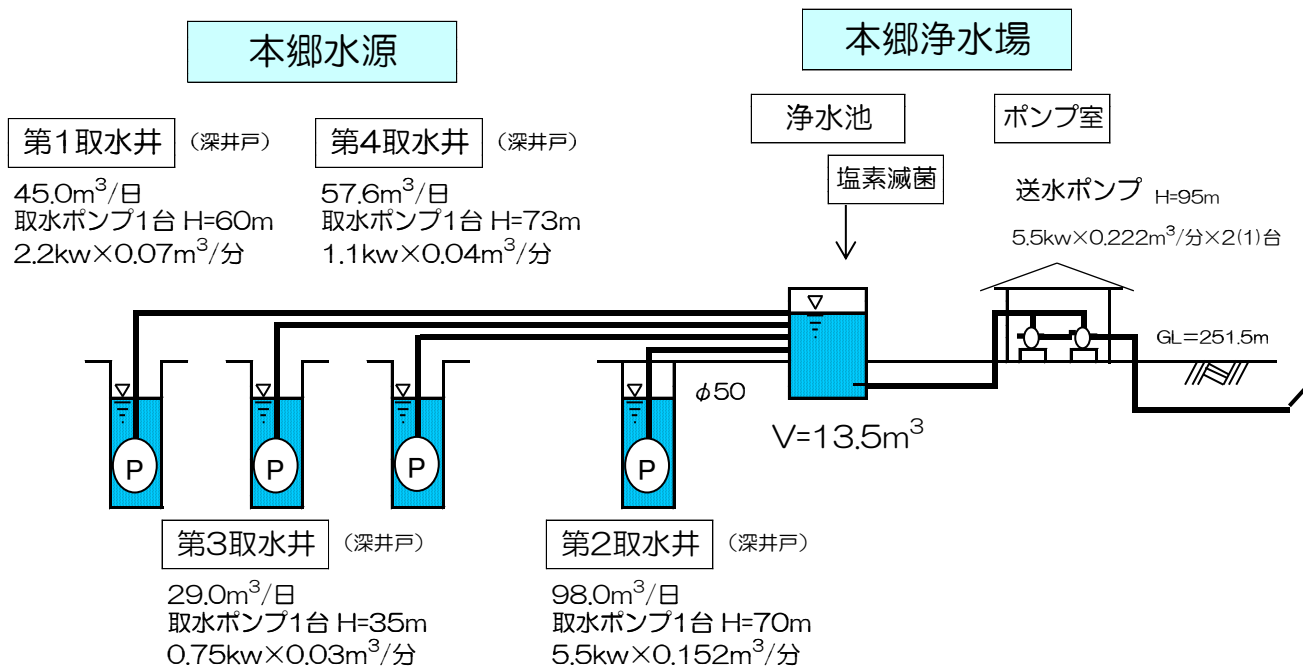 本郷水源
本郷浄水場
第1取水井
(深井戸)
45.0m³/日
取水ポンプ1台 H=60m
2.2kw×0.07m³/分
第4取水井
(深井戸)
57.6m³/日
取水ポンプ1台 H=73m
1.1kw×0.04m³/分
浄水池
塩素滅菌
ポンプ室
送水ポンプ H=95m
5.5kw×0.222m³/分×2(1)台
GL=251.5m
φ50
V=13.5m³
P
P
P
P
第3取水井
(深井戸)
29.0m³/日
取水ポンプ1台 H=35m
0.75kw×0.03m³/分
第2取水井
(深井戸)
98.0m³/日
取水ポンプ1台 H=70m
5.5kw×0.152m³/分